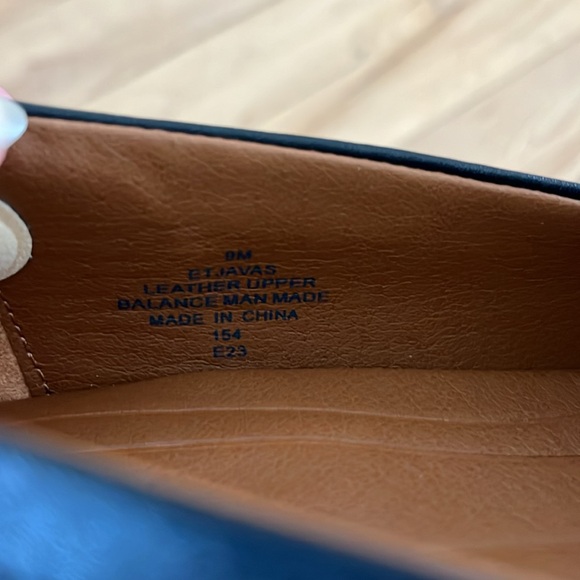 9M
ETJAVAS
LEATHER UPPER
BALANCE MAN MADE
MADE IN CHINA
154
E23